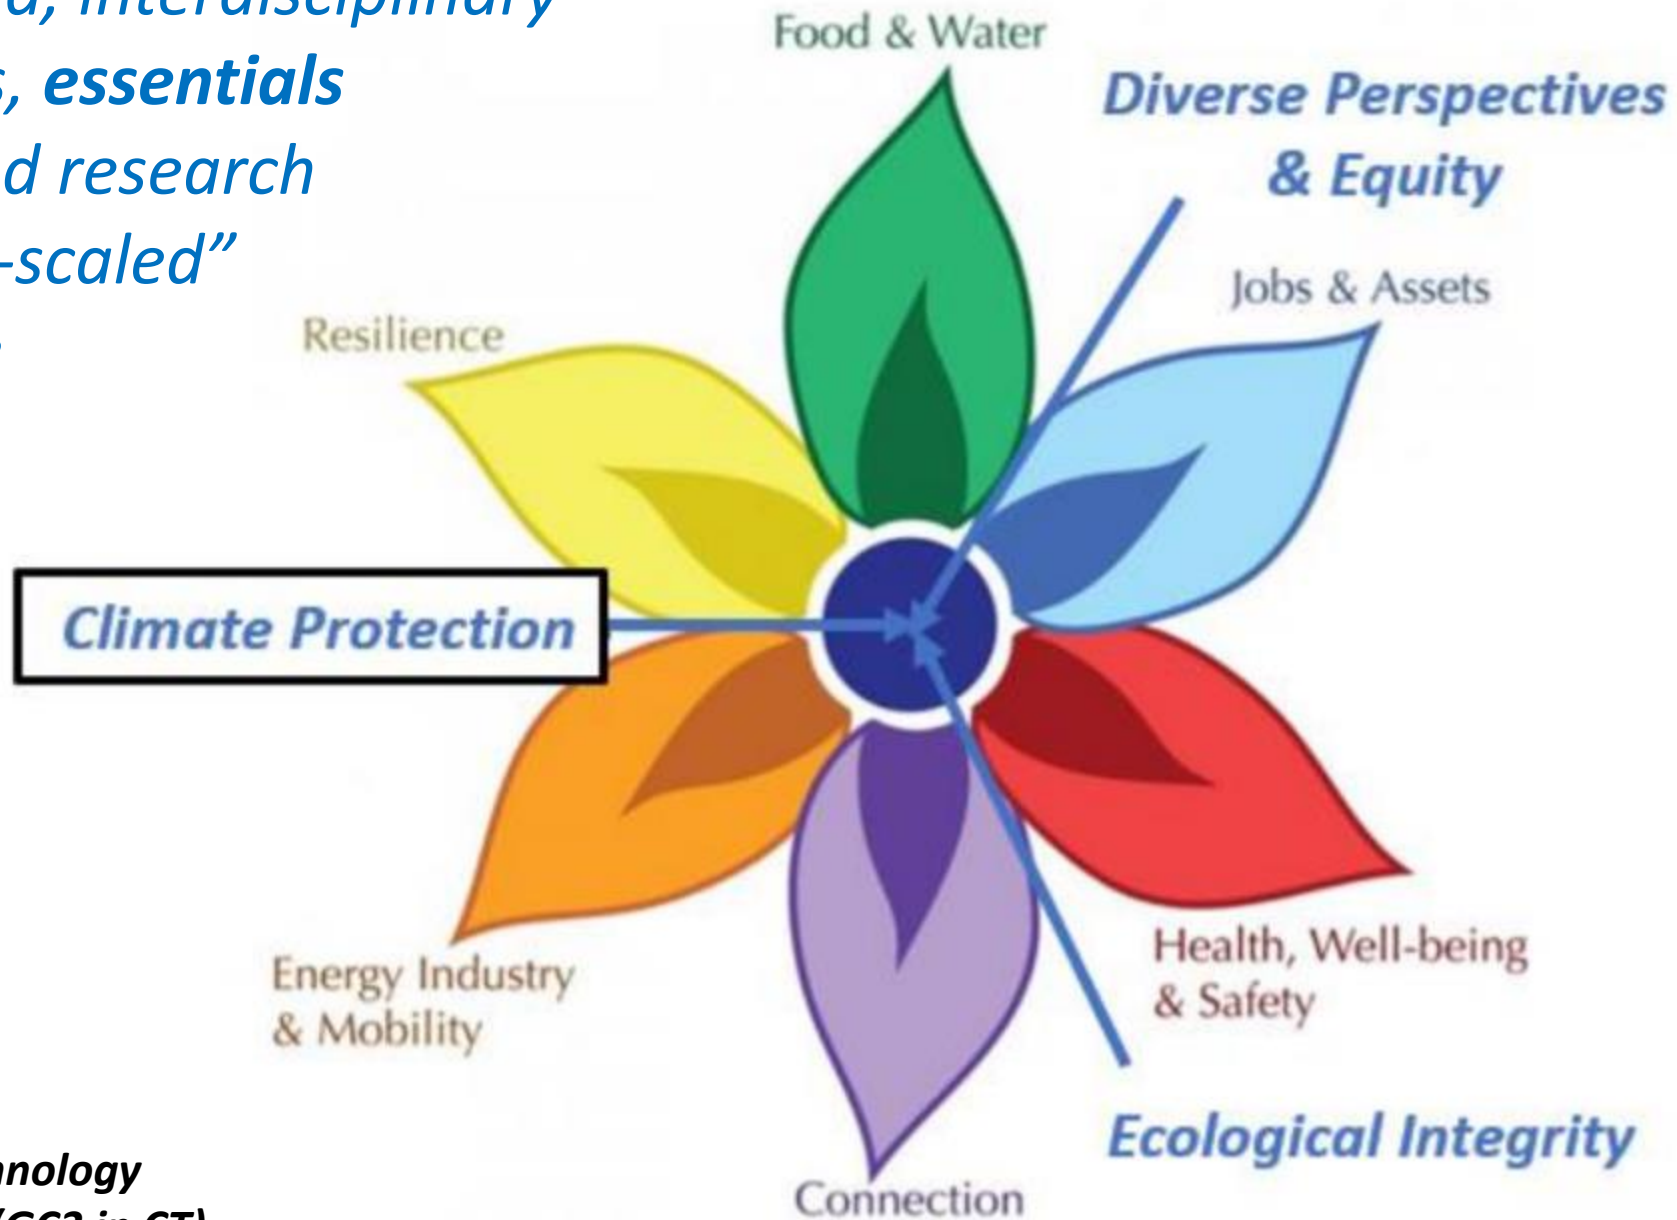 interdisciplinary
essentials
research
-scaled”
Food & Water
Diverse Perspectives
& Equity
Jobs & Assets
Resilience
Climate Protection
Energy Industry
& Mobility
Health, Well-being
& Safety
Ecological Integrity
Connection